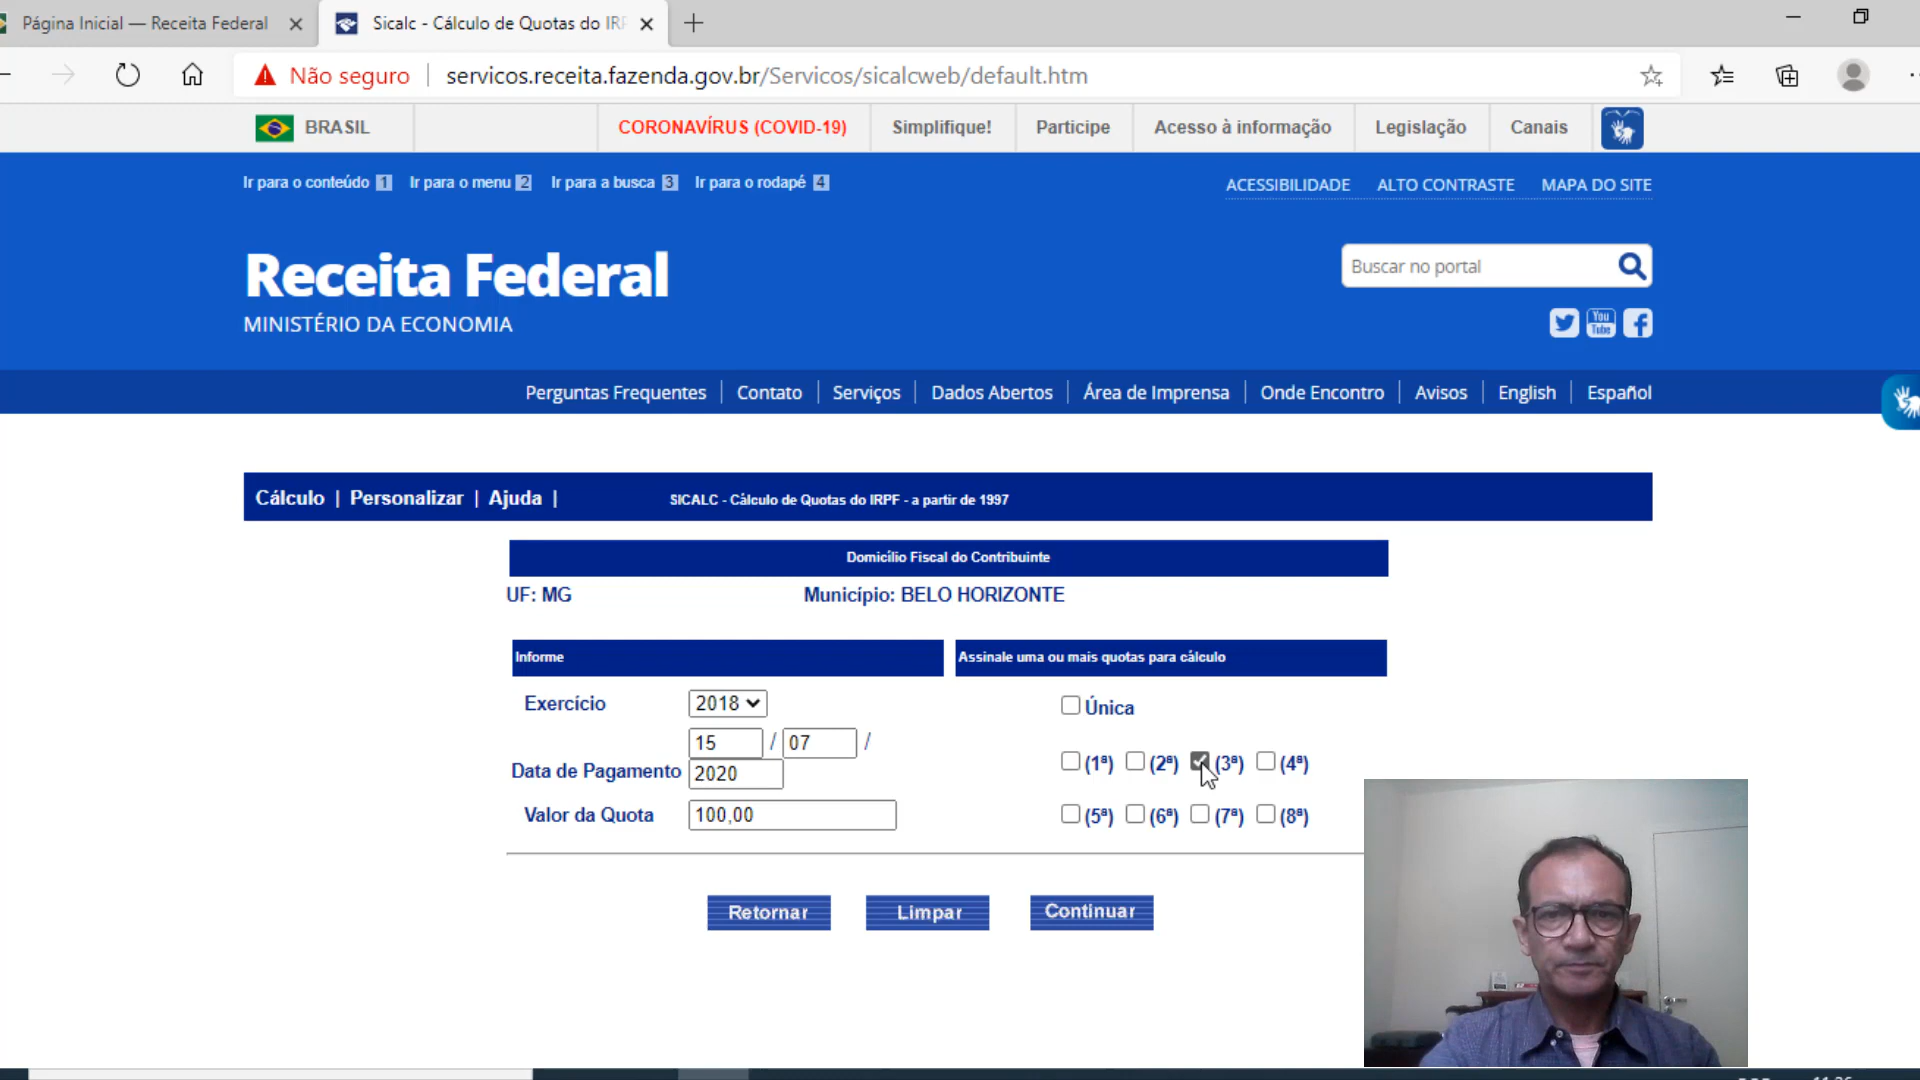 Página Inicial — Receita Federal
Sicalc - Cálculo de Quotas do IRP
Não seguro
servicos.receita.fazenda.gov.br/Servicos/sicalcweb/default.htm
BRASIL
CORONAVÍRUS (COVID-19)
Simplifique!
Participe
Acesso à informação
Legislação
Canais
Ir para o conteúdo 1
Ir para o menu 2
Ir para a busca 3
Ir para o rodapé 4
ACESSIBILIDADE
ALTO CONTRASTE
MAPA DO SITE
Receita Federal
MINISTÉRIO DA ECONOMIA
Buscar no portal
You
Tube
Perguntas Frequentes
Contato
Serviços
Dados Abertos
Área de Imprensa
Onde Encontro
Avisos
English
Español
Cálculo | Personalizar | Ajuda |
SICALC - Cálculo de Quotas do IRPF - a partir de 1997
Domicílio Fiscal do Contribuinte
UF: MG
Município: BELO HORIZONTE
Informe
Assinale uma ou mais quotas para cálculo
Exercício
2018
Única
15 / 07 /
Data de Pagamento
2020
(1ª) (2ª) (3ª) (4ª)
Valor da Quota
100,00
(5ª) (6ª) (7ª) (8ª)
Retornar
Limpar
Continuar